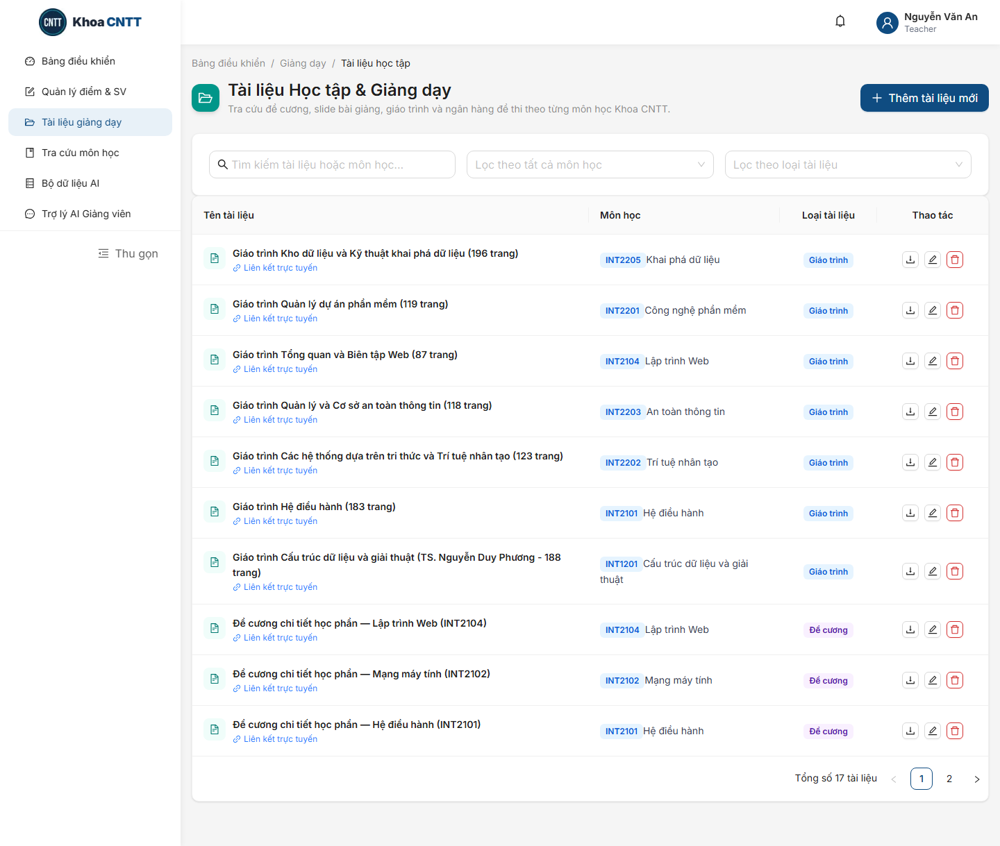 CNTT Khoa CNTT
Nguyễn Văn An
Teacher
Bảng điều khiển
Quản lý điểm & SV
Tài liệu giảng dạy
Tra cứu môn học
Bộ dữ liệu AI
Trợ lý AI Giảng viên
Thu gọn
Bảng điều khiển / Giảng dạy / Tài liệu học tập
Tài liệu Học tập & Giảng dạy
Tra cứu đề cương, slide bài giảng, giáo trình và ngân hàng đề thi theo từng môn học Khoa CNTT.
Thêm tài liệu mới
Tìm kiếm tài liệu hoặc môn học...
Lọc theo tất cả môn học
Lọc theo loại tài liệu
Tên tài liệu Môn học Loại tài liệu Thao tác
Giáo trình Kho dữ liệu và Kỹ thuật khai phá dữ liệu (196 trang)
Liên kết trực tuyến
INT2205 Khai phá dữ liệu
Giáo trình
Giáo trình Quản lý dự án phần mềm (119 trang)
Liên kết trực tuyến
INT2201 Công nghệ phần mềm
Giáo trình
Giáo trình Tổng quan và Biên tập Web (87 trang)
Liên kết trực tuyến
INT2104 Lập trình Web
Giáo trình
Giáo trình Quản lý và Cơ sở an toàn thông tin (118 trang)
Liên kết trực tuyến
INT2203 An toàn thông tin
Giáo trình
Giáo trình Các hệ thống dựa trên tri thức và Trí tuệ nhân tạo (123 trang)
Liên kết trực tuyến
INT2202 Trí tuệ nhân tạo
Giáo trình
Giáo trình Hệ điều hành (183 trang)
Liên kết trực tuyến
INT2101 Hệ điều hành
Giáo trình
Giáo trình Cấu trúc dữ liệu và giải thuật (TS. Nguyễn Duy Phương - 188
trang)
Liên kết trực tuyến
INT1201 Cấu trúc dữ liệu và giải
thuật
Giáo trình
Đề cương chi tiết học phần — Lập trình Web (INT2104)
Liên kết trực tuyến
INT2104 Lập trình Web
Đề cương
Đề cương chi tiết học phần — Mạng máy tính (INT2102)
Liên kết trực tuyến
INT2102 Mạng máy tính
Đề cương
Đề cương chi tiết học phần — Hệ điều hành (INT2101)
Liên kết trực tuyến
INT2101 Hệ điều hành
Đề cương
Tổng số 17 tài liệu < 1 2 >